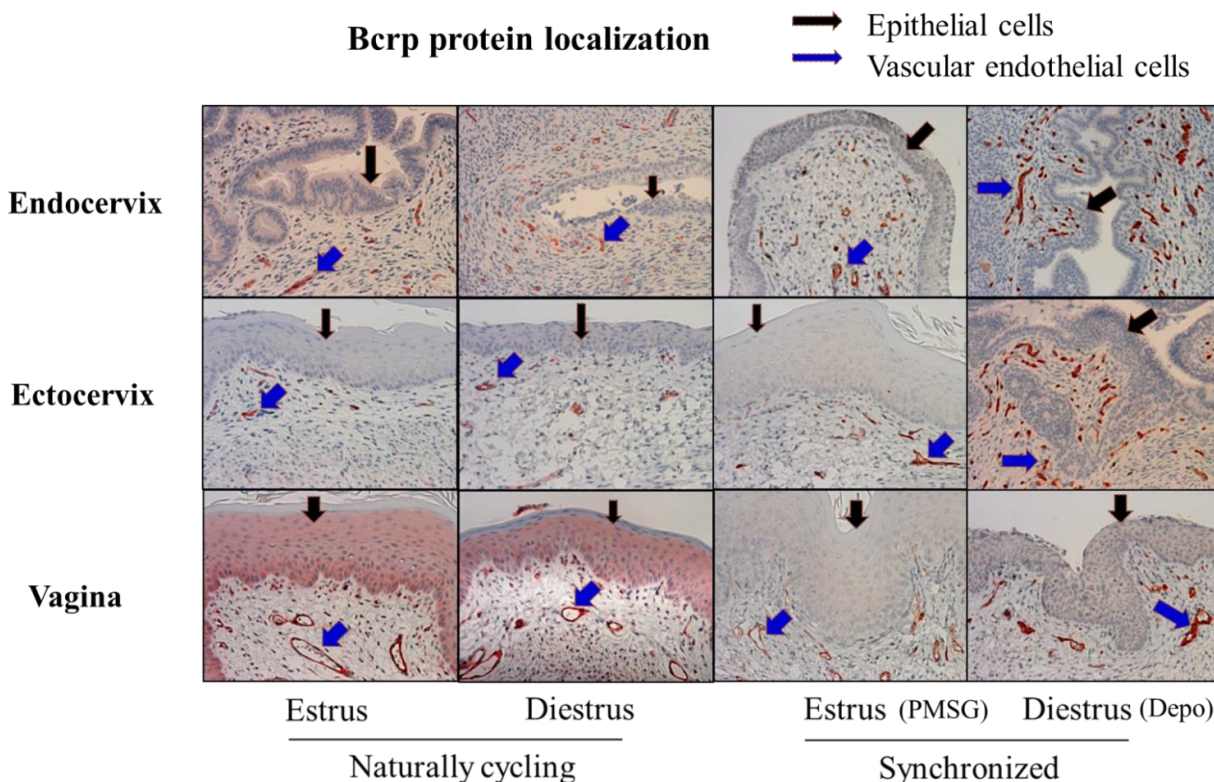 Bcrp protein localization
Epithelial cells
Vascular endothelial cells
Endocervix
Ectocervix
Vagina
Estrus
Diestrus
Estrus (PMSG)
Diestrus (Depo)
Naturally cycling
Synchronized